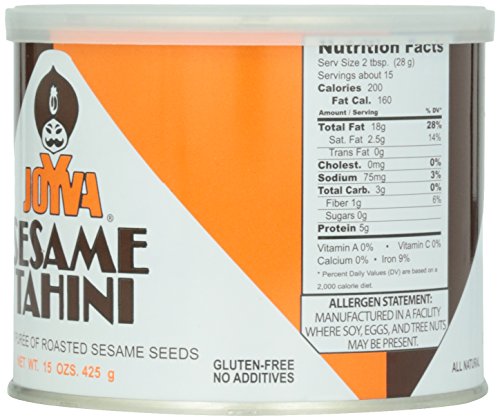 JOYVA®
SESAME
TAHINI
PUREE OF ROASTED SESAME SEEDS
NET WT. 15 OZS. 425 g
GLUTEN-FREE
NO ADDITIVES
Nutrition Facts
Serv Size 2 tbsp. (28 g)
Servings about 15
Calories 200
Fat Cal. 160
Amount / Serving % DV*
Total Fat 18g 28%
Sat. Fat 2.5g 14%
Trans Fat 0g
Cholest. 0mg 0%
Sodium 75mg 3%
Total Carb. 3g 0%
Fiber 1g 6%
Sugars 0g
Protein 5g
Vitamin A 0% • Vitamin C 0%
Calcium 0% • Iron 9%
* Percent Daily Values (DV) are based on a
2,000 calorie diet.
ALLERGEN STATEMENT:
MANUFACTURED IN A FACILITY
WHERE SOY, EGGS, AND TREE NUTS
MAY BE PRESENT.
ALL NATURAL